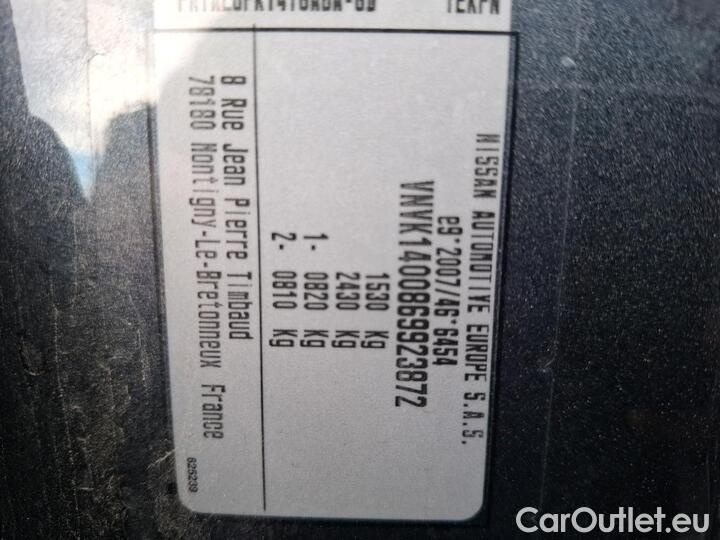 NISSAN AUTOMOTIVE EUROPE S.A.S.
e9*2007/46*6454
VNVK1400869923872
1530 Kg
2430 Kg
1- 0820 Kg
2- 0810 Kg
8 Rue Jean Pierre Timbaud
78180 Montigny-Le-Bretonneux France
625239
CarOutlet.eu